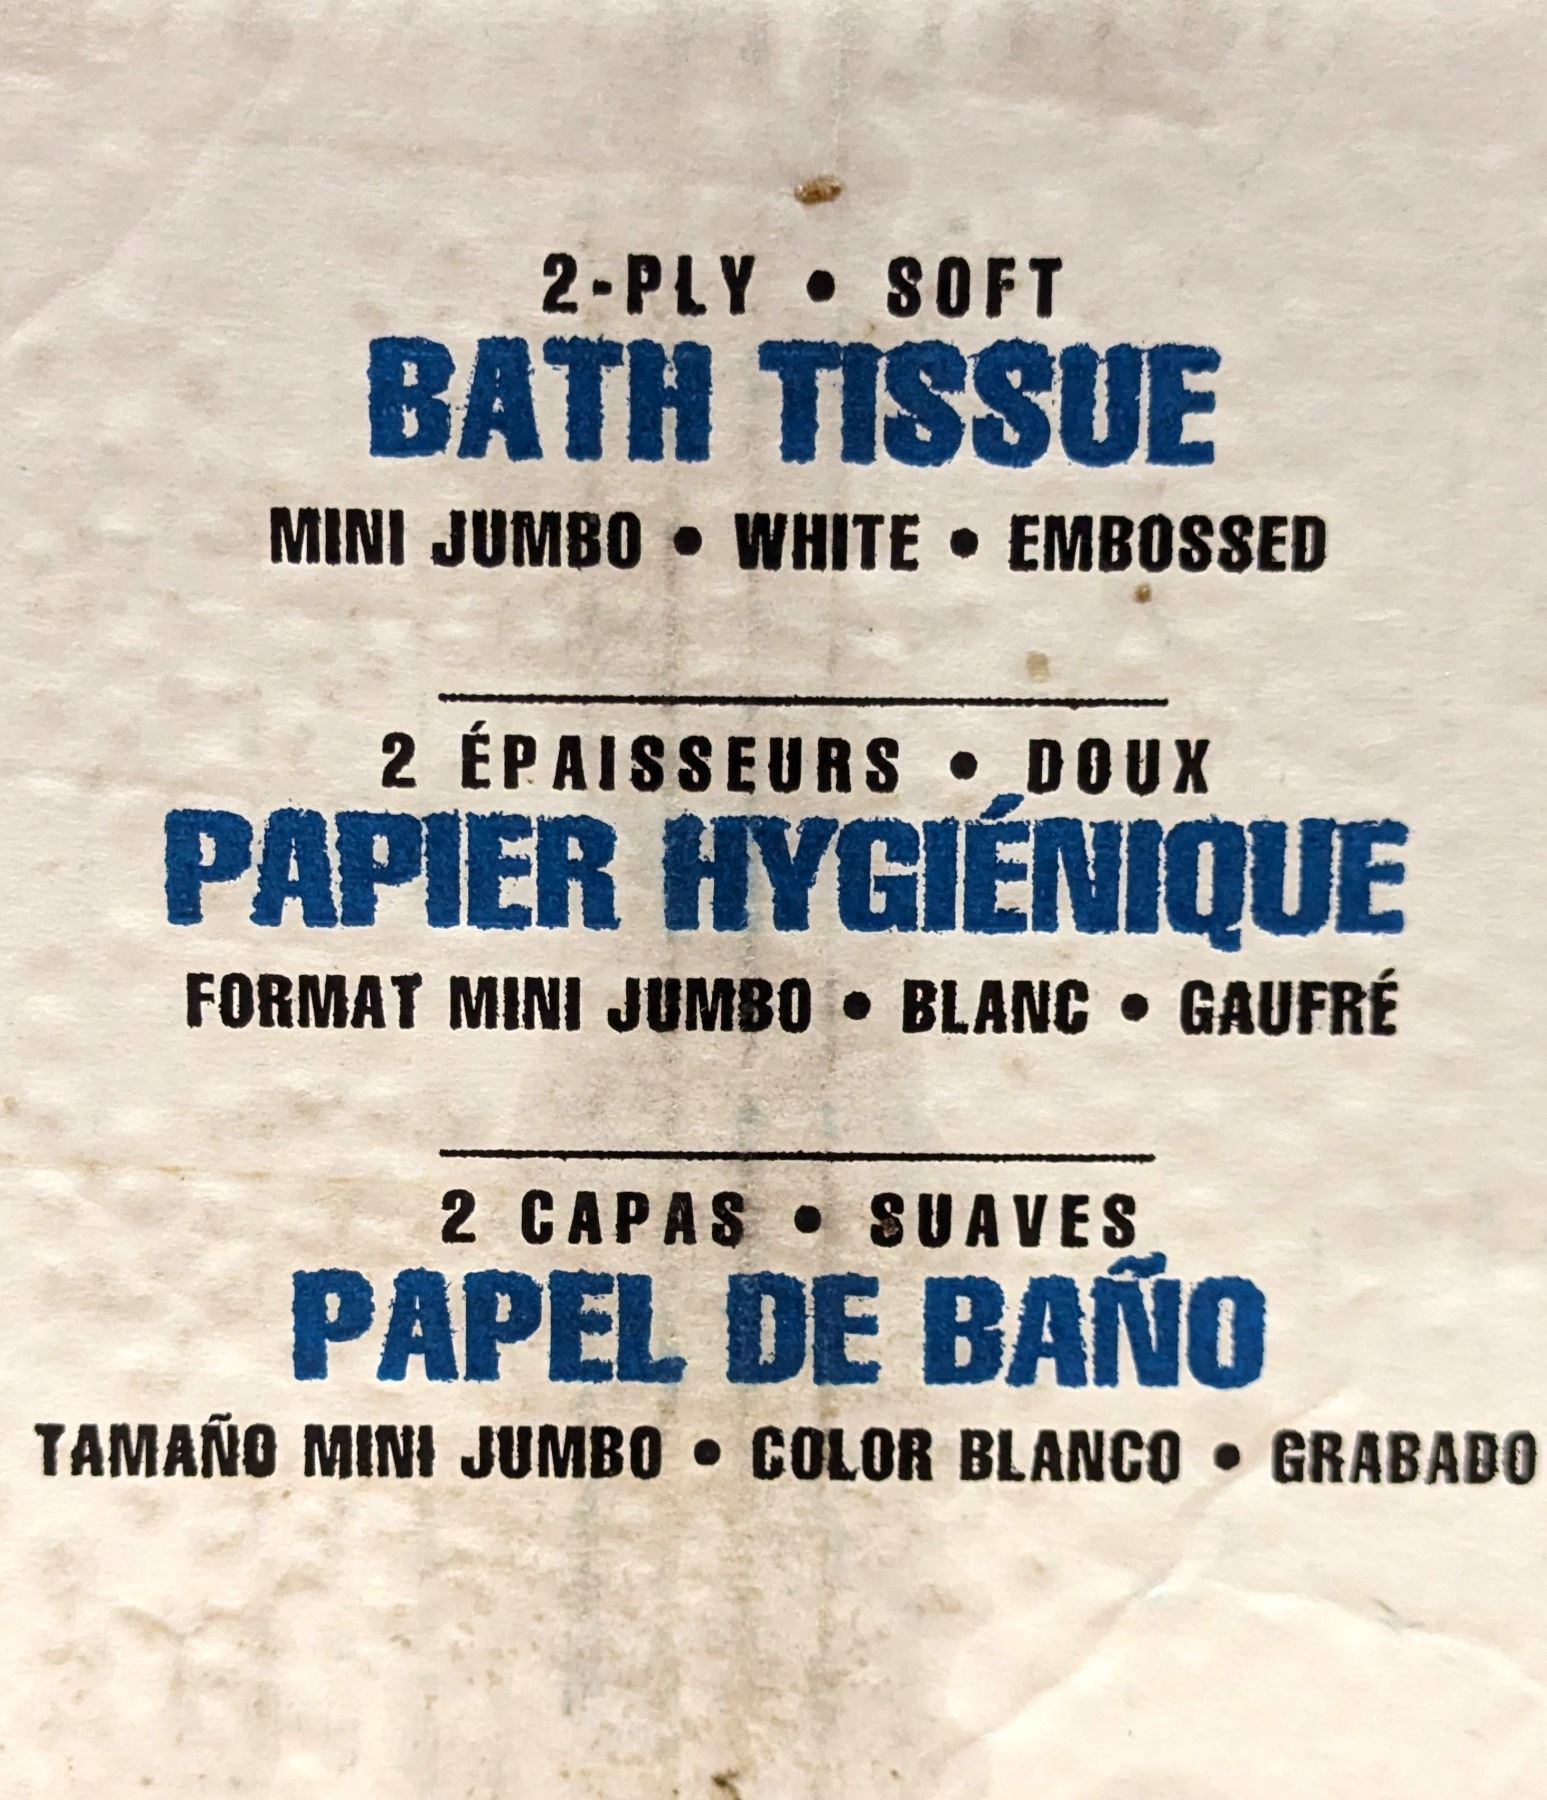 2-PLY • SOFT
BATH TISSUE
MINI JUMBO • WHITE • EMBOSSED
2 ÉPAISSEURS • DOUX
PAPIER HYGIÉNIQUE
FORMAT MINI JUMBO • BLANC • GAUFRÉ
2 CAPAS • SUAVES
PAPEL DE BAÑO
TAMAÑO MINI JUMBO • COLOR BLANCO • GRABADO